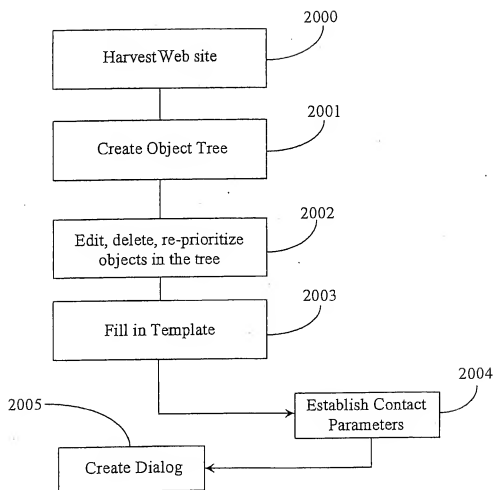 2000
Harvest Web site
2001
Create Object Tree
2002
Edit, delete, re-prioritize
objects in the tree
2003
Fill in Template
2004
Establish Contact
Parameters
2005
Create Dialog